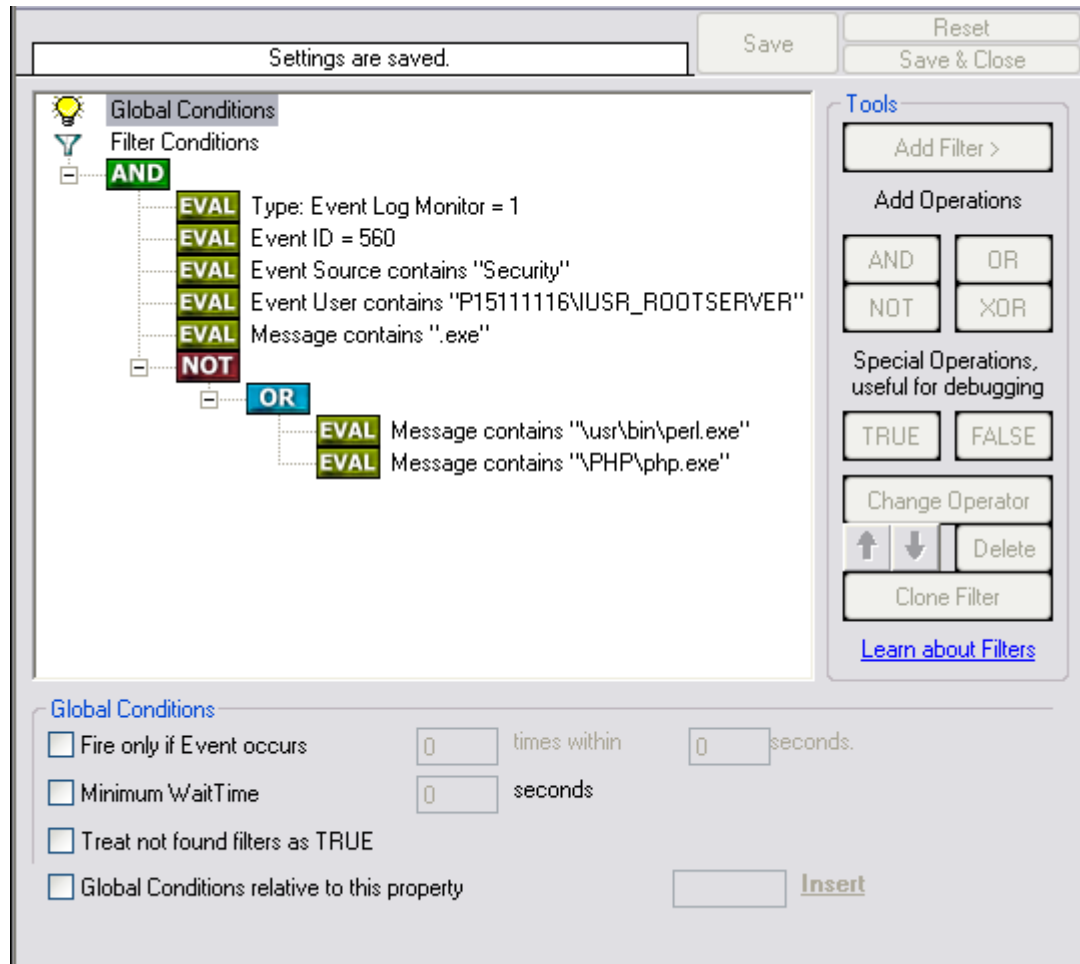 Settings are saved.
Save
Reset
Save & Close
Global Conditions
Filter Conditions
AND
EVAL Type: Event Log Monitor = 1
EVAL Event ID = 560
EVAL Event Source contains "Security"
EVAL Event User contains "P15111116\IUSR_ROOTSERVER"
EVAL Message contains ".exe"
NOT
OR
EVAL Message contains "\usr\bin\perl.exe"
EVAL Message contains "\PHP\php.exe"
Tools
Add Filter >
Add Operations
AND OR
NOT XOR
Special Operations,
useful for debugging
TRUE FALSE
Change Operator
Delete
Clone Filter
Learn about Filters
Global Conditions
Fire only if Event occurs 0 times within 0 seconds.
Minimum WaitTime 0 seconds
Treat not found filters as TRUE
Global Conditions relative to this property Insert